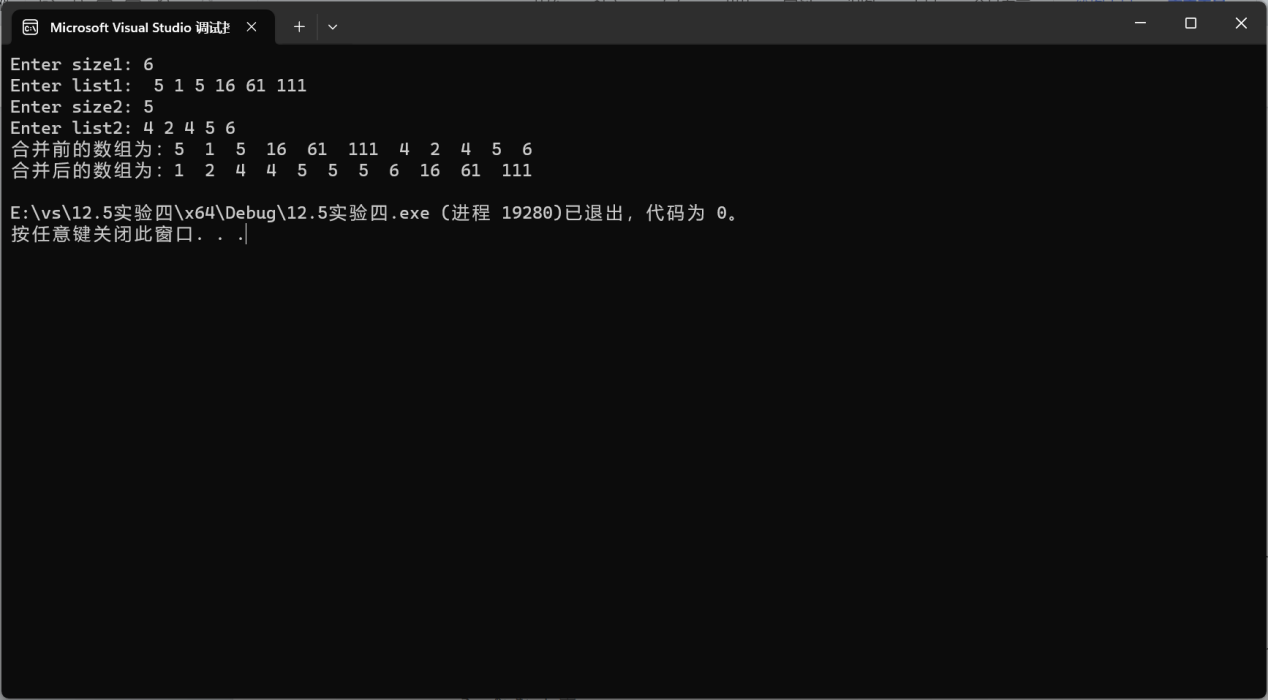 Microsoft Visual Studio 调试
Enter size1: 6
Enter list1:  5 1 5 16 61 111
Enter size2: 5
Enter list2: 4 2 4 5 6
合并前的数组为: 5  1  5  16  61  111  4  2  4  5  6
合并后的数组为: 1  2  4  4  5  5  5  6  16  61  111
E:\vs\12.5实验四\x64\Debug\12.5实验四.exe (进程 19280)已退出，代码为 0。
按任意键关闭此窗口. . .